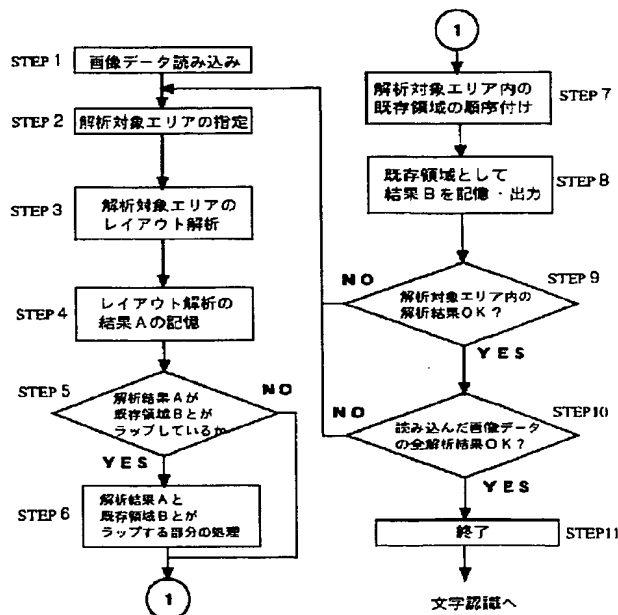 STEP 1
画像データ読み込み
STEP 2
解析対象エリアの指定
STEP 3
解析対象エリアの
レイアウト解析
STEP 4
レイアウト解析の
結果Aの記憶
STEP 5
解析結果Aが
既存領域Bとが
ラップしているか
NO
YES
STEP 6
解析結果Aと
既存領域Bとが
ラップする部分の処理
1
1
解析対象エリア内の
既存領域の順序付け
STEP 7
既存領域として
結果Bを記憶・出力
STEP 8
STEP 9
NO
解析対象エリア内の
解析結果OK?
YES
STEP10
NO
読み込んだ画像データ
の全解析結果OK?
YES
終了
STEP11
文字認識へ